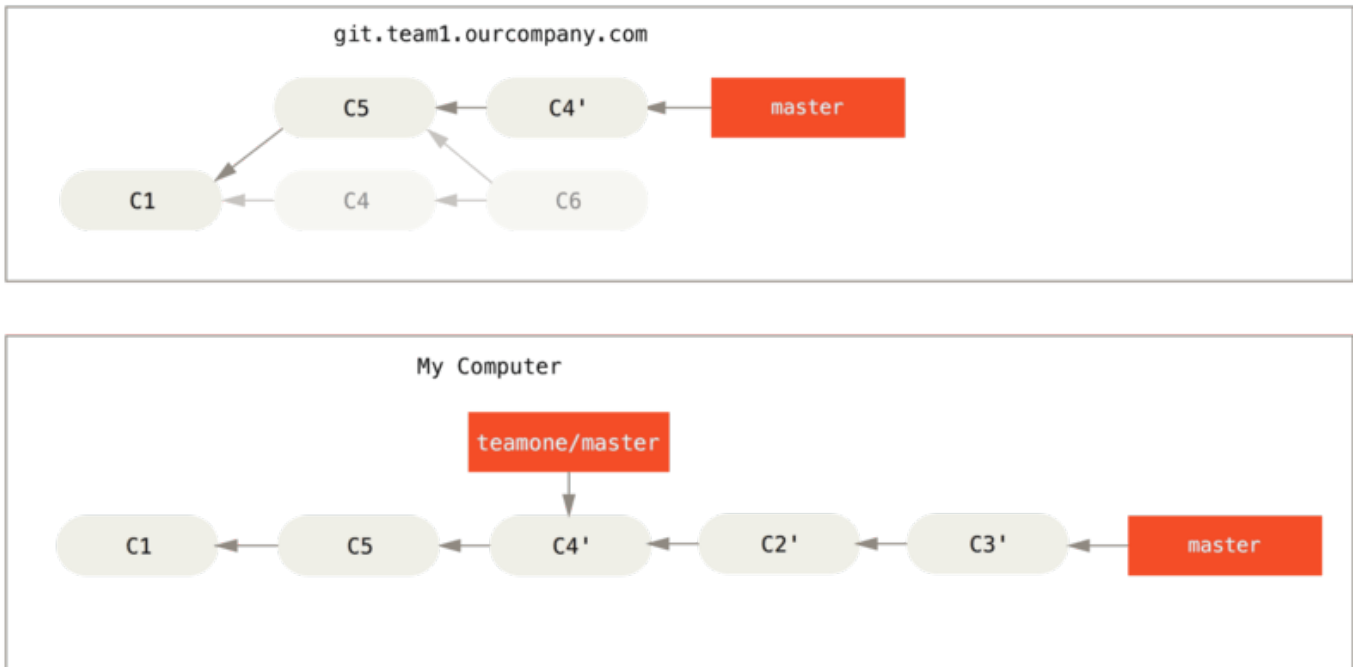 git.team1.ourcompany.com
C5
C4'
master
C1
C4
C6
My Computer
teamone/master
C1
C5
C4'
C2'
C3'
master